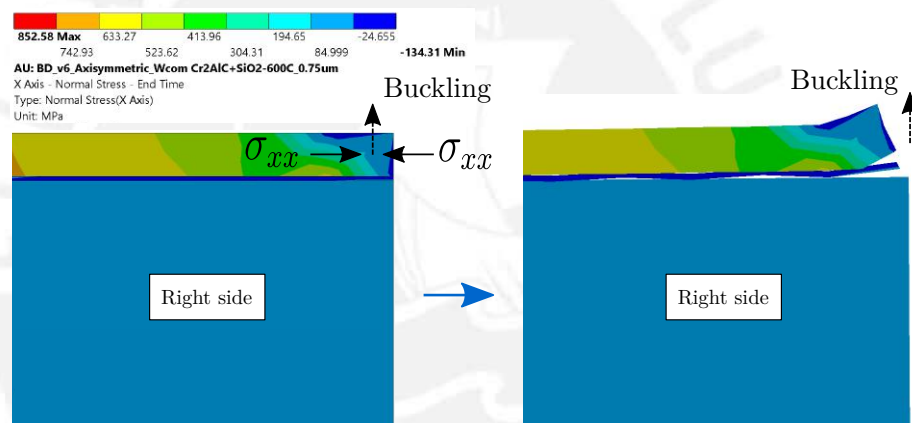 852.58 Max 633.27 413.96 194.65 -24.655
742.93 523.62 304.31 84.999 -134.31 Min
AU: BD_v6_Axisymmetric_Wcom Cr2AlC+SiO2-600C_0.75um
X Axis - Normal Stress - End Time
Type: Normal Stress(X Axis)
Unit: MPa
Buckling
Buckling
σxx σxx
Right side
Right side